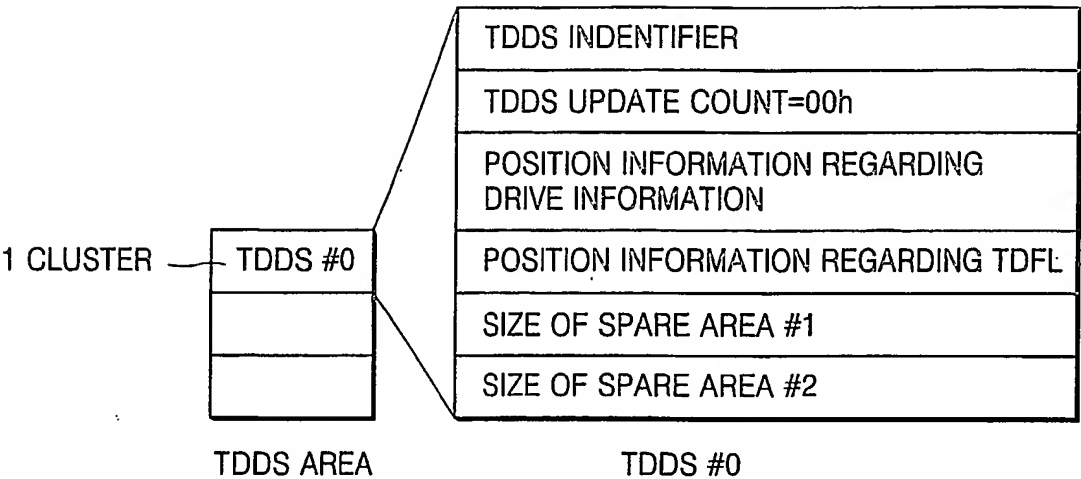 TDDS INDENTIFIER
TDDS UPDATE COUNT=00h
POSITION INFORMATION REGARDING
DRIVE INFORMATION
1 CLUSTER
TDDS #0
POSITION INFORMATION REGARDING TDFL
SIZE OF SPARE AREA #1
SIZE OF SPARE AREA #2
TDDS AREA
TDDS #0